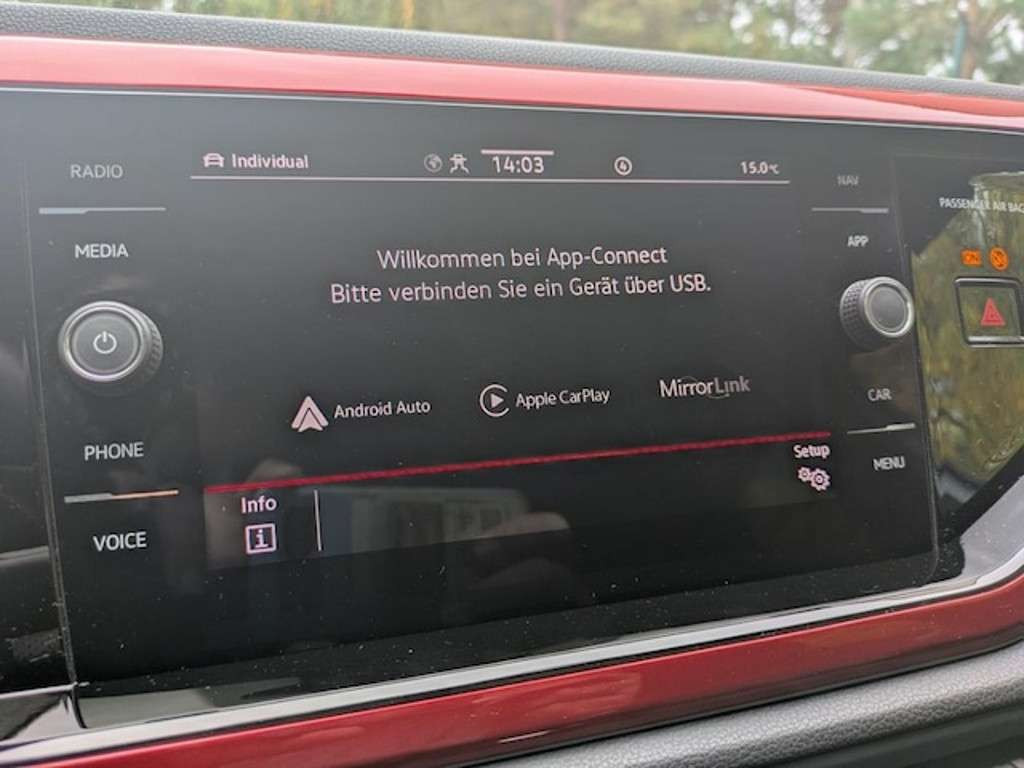 RADIO
MEDIA
PHONE
VOICE
Individual
14:03
15.0°C
Willkommen bei App-Connect
Bitte verbinden Sie ein Gerät über USB.
Android Auto
Apple CarPlay
MirrorLink
Info
i
Setup
NAV
APP
CAR
MENU
PASSENGER AIR BAG
ON